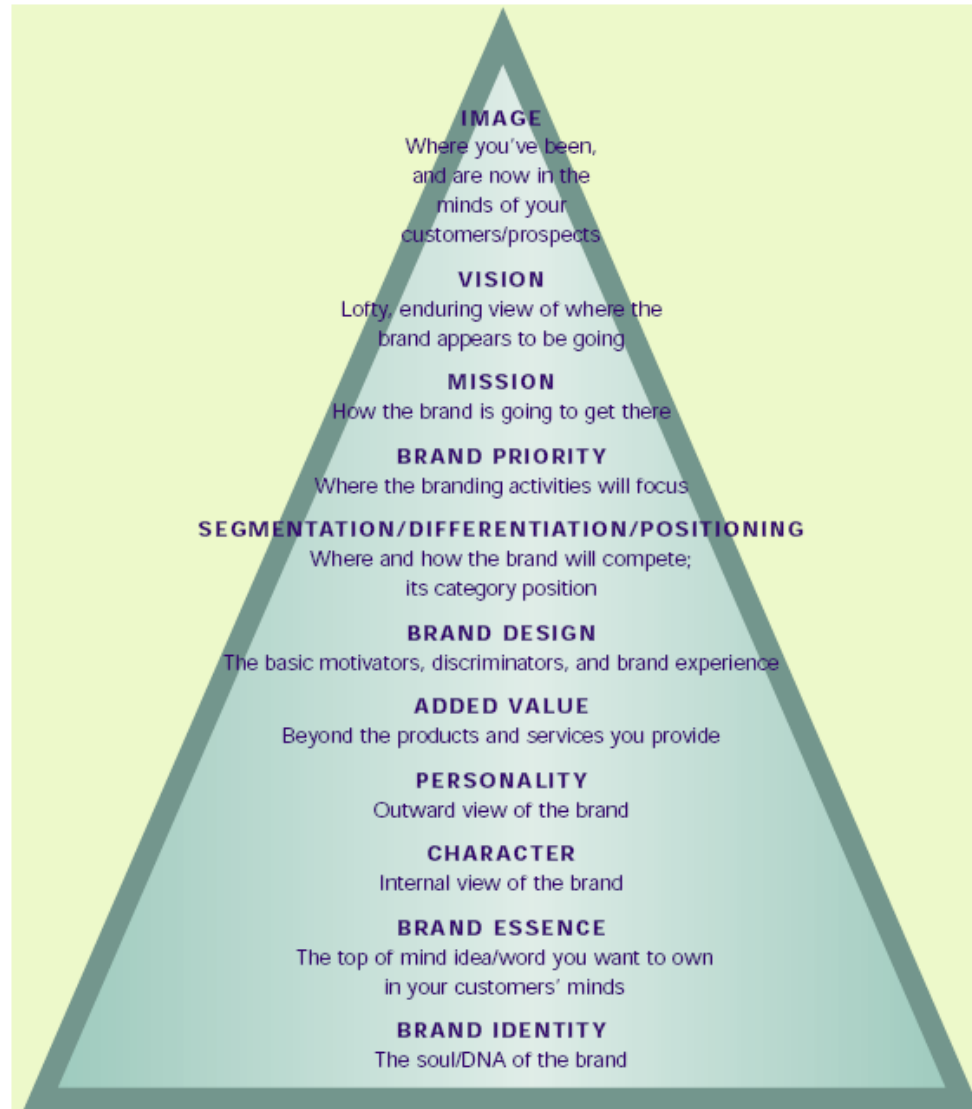 IMAGE
Where you've been,
and are now in the
minds of your
customers/prospects
VISION
Lofty, enduring view of where the
brand appears to be going
MISSION
How the brand is going to get there
BRAND PRIORITY
Where the branding activities will focus
SEGMENTATION/DIFFERENTIATION/POSITIONING
Where and how the brand will compete;
its category position
BRAND DESIGN
The basic motivators, discriminators, and brand experience
ADDED VALUE
Beyond the products and services you provide
PERSONALITY
Outward view of the brand
CHARACTER
Internal view of the brand
BRAND ESSENCE
The top of mind idea/word you want to own
in your customers' minds
BRAND IDENTITY
The soul/DNA of the brand